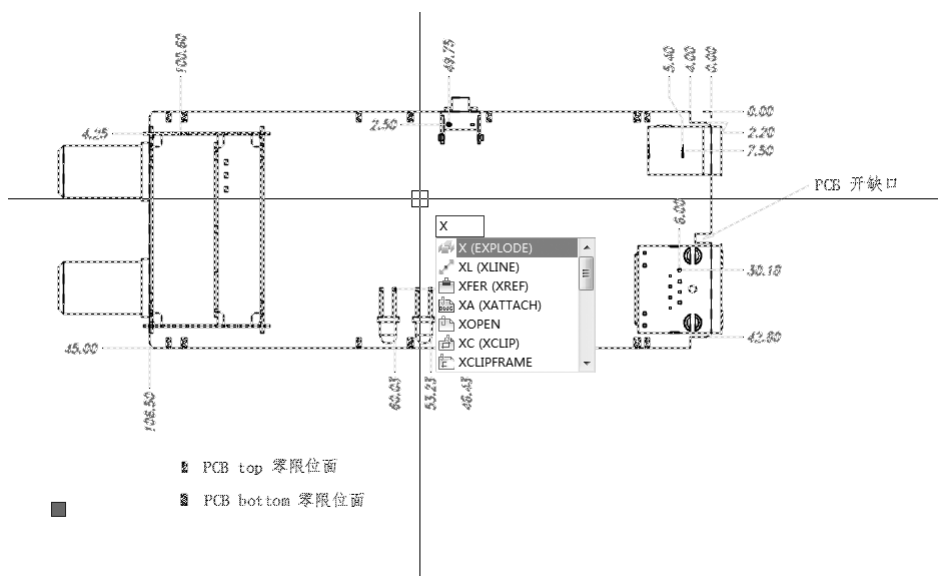 100.60
49.75
5.40
4.00
0.00
0.00
4.25
2.50
2.20
7.50
PCB 开缺口
6.00
X
X (EXPLODE)
XL (XLINE)
XFER (XREF)
XA (XATTACH)
XOPEN
XC (XCLIP)
XCLIPFRAME
30.18
42.80
45.00
106.50
60.03
53.23
48.43
PCB top 零限位面
PCB bottom 零限位面